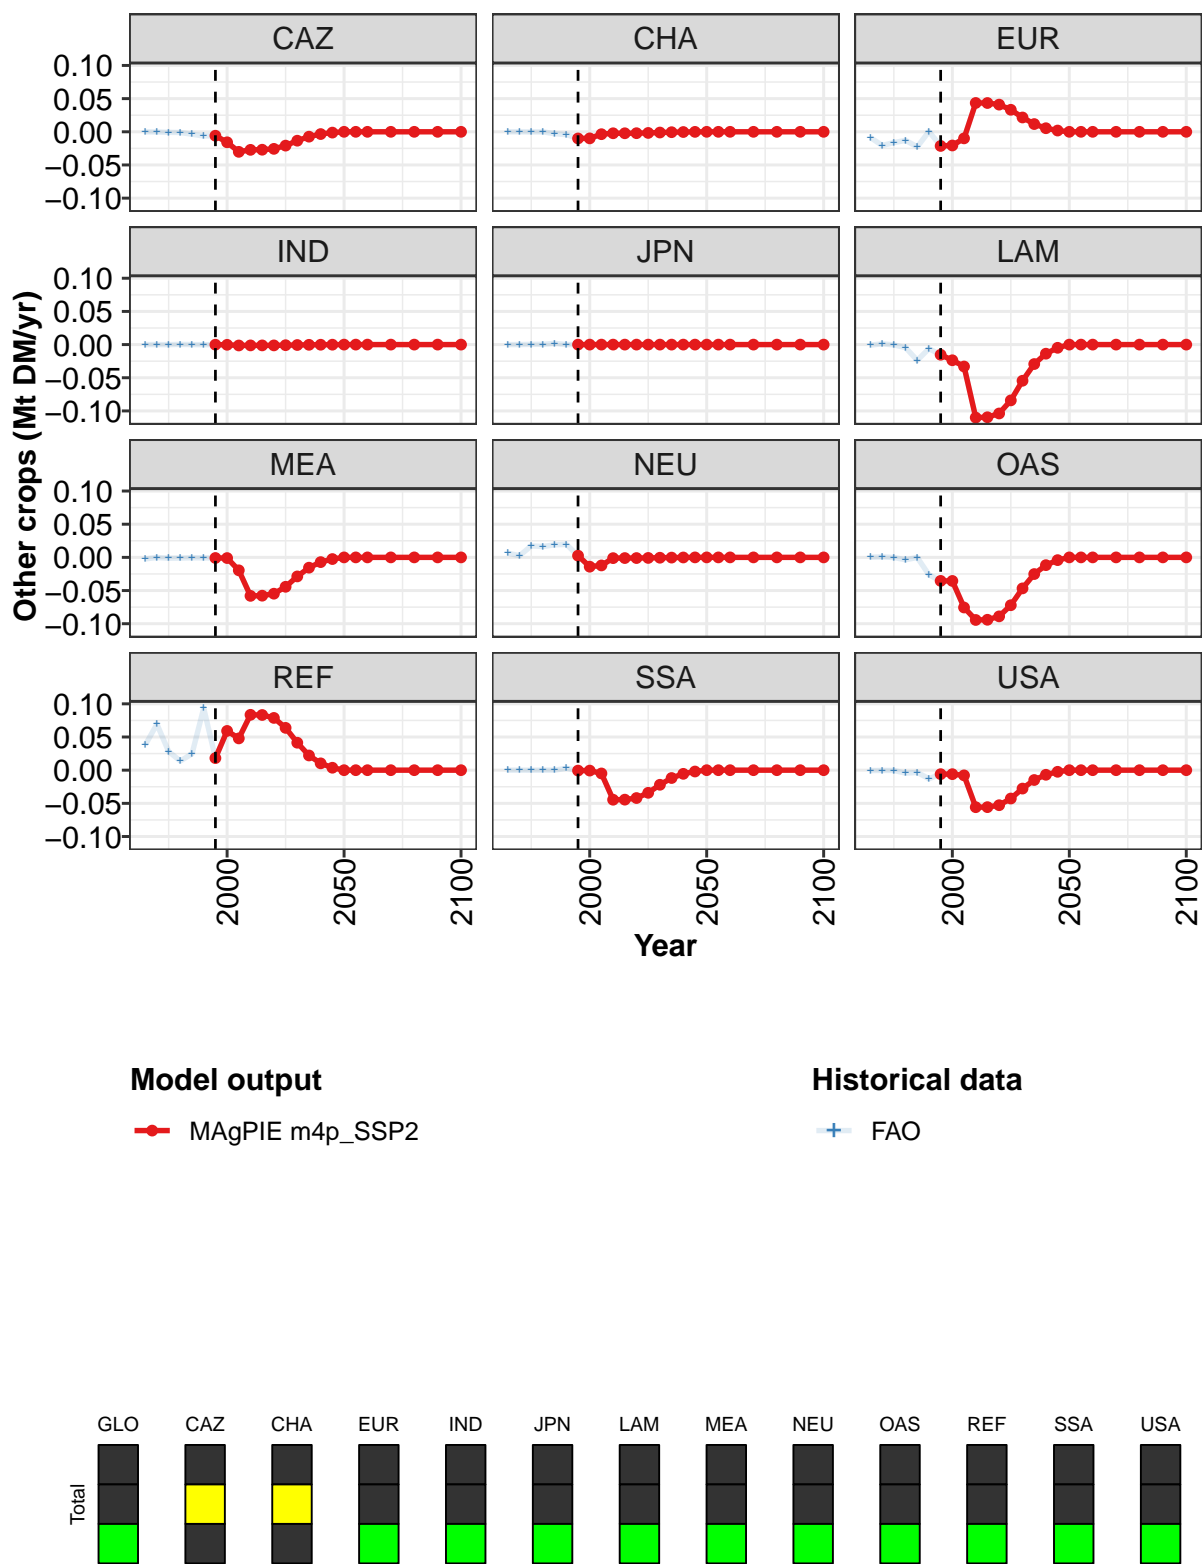 CAZ CHA EUR
0.10
0.05
0.00
−0.05
−0.10
IND JPN LAM
0.10
0.05
0.00
−0.05
−0.10
MEA NEU OAS
0.10
0.05
0.00
−0.05
−0.10
REF SSA USA
0.10
0.05
0.00
−0.05
−0.10
Other crops (Mt DM/yr)
2000 2050 2100 2000 2050 2100 2000 2050 2100
Year
Model output Historical data
MAgPIE m4p_SSP2 FAO
GLO CAZ CHA EUR IND JPN LAM MEA NEU OAS REF SSA USA
Total